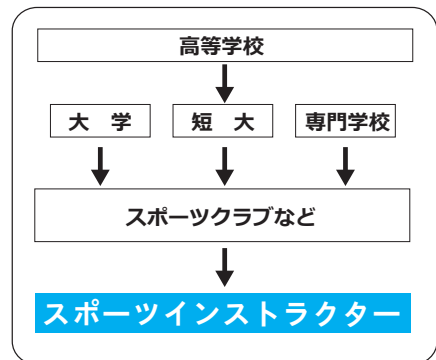 高等学校
大　学
短　大
専門学校
スポーツクラブなど
スポーツインストラクター